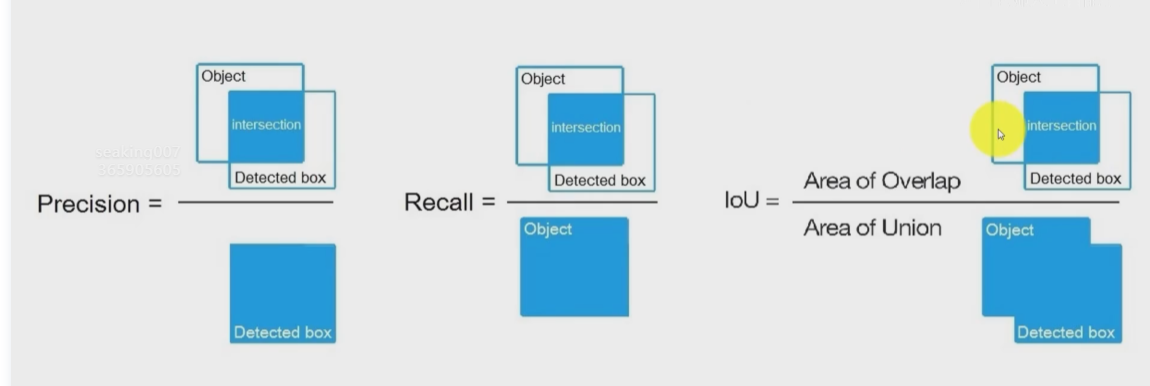 Object
intersection
Detected box
Precision =
Detected box
Object
intersection
Detected box
Recall =
Object
Object
intersection
Detected box
IoU =
Area of Overlap
Area of Union
Object
Detected box
seaking007